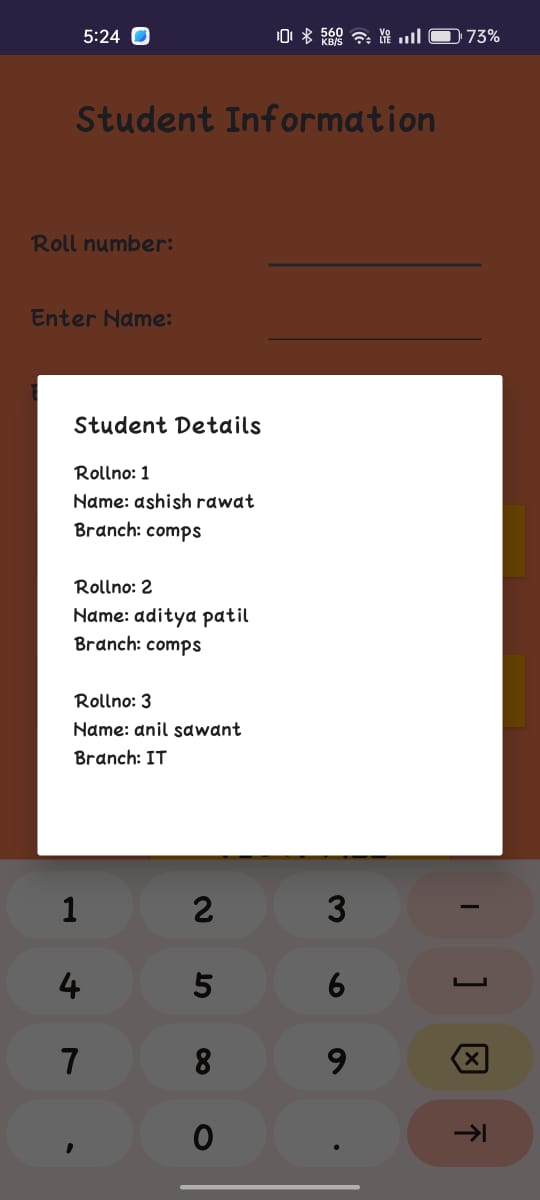 5:24
560 KB/S Vo LTE 73%
Student Information
Roll number:
Enter Name:
Student Details
Rollno: 1
Name: ashish rawat
Branch: comps
Rollno: 2
Name: aditya patil
Branch: comps
Rollno: 3
Name: anil sawant
Branch: IT
1 2 3 –
4 5 6
7 8 9
, 0 .